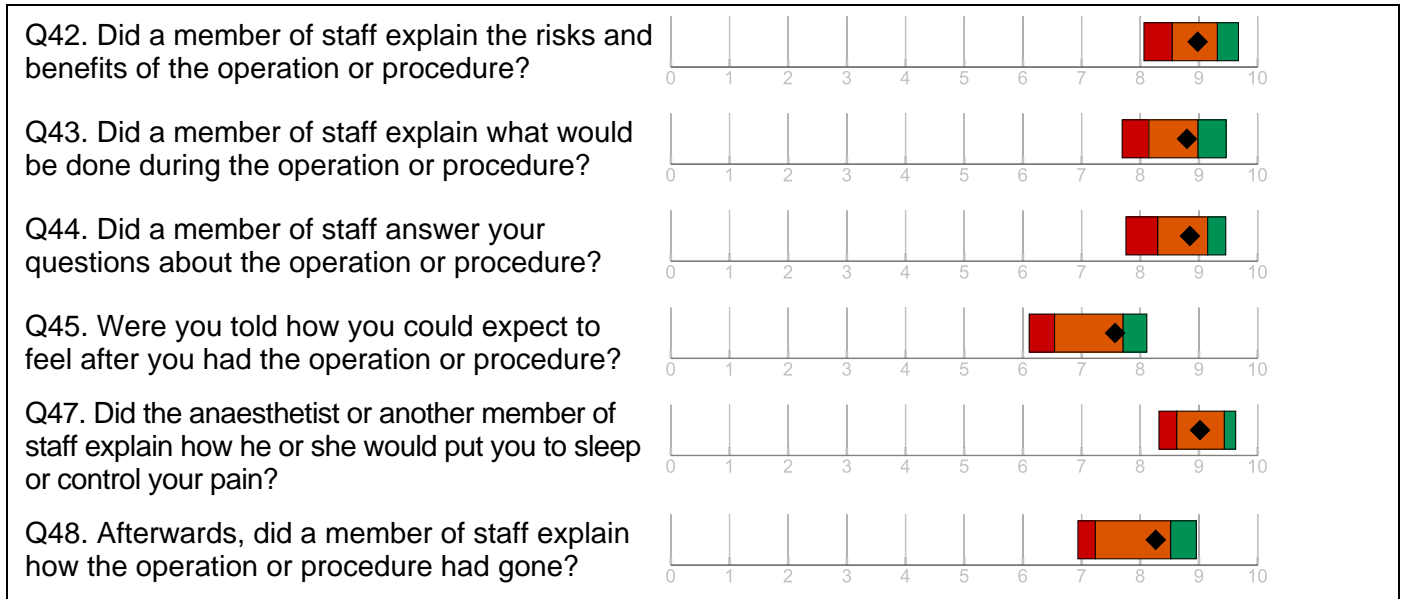 Q42. Did a member of staff explain the risks and
benefits of the operation or procedure?
0 1 2 3 4 5 6 7 8 9 10
Q43. Did a member of staff explain what would
be done during the operation or procedure?
0 1 2 3 4 5 6 7 8 9 10
Q44. Did a member of staff answer your
questions about the operation or procedure?
0 1 2 3 4 5 6 7 8 9 10
Q45. Were you told how you could expect to
feel after you had the operation or procedure?
0 1 2 3 4 5 6 7 8 9 10
Q47. Did the anaesthetist or another member of
staff explain how he or she would put you to sleep
or control your pain?
0 1 2 3 4 5 6 7 8 9 10
Q48. Afterwards, did a member of staff explain
how the operation or procedure had gone?
0 1 2 3 4 5 6 7 8 9 10